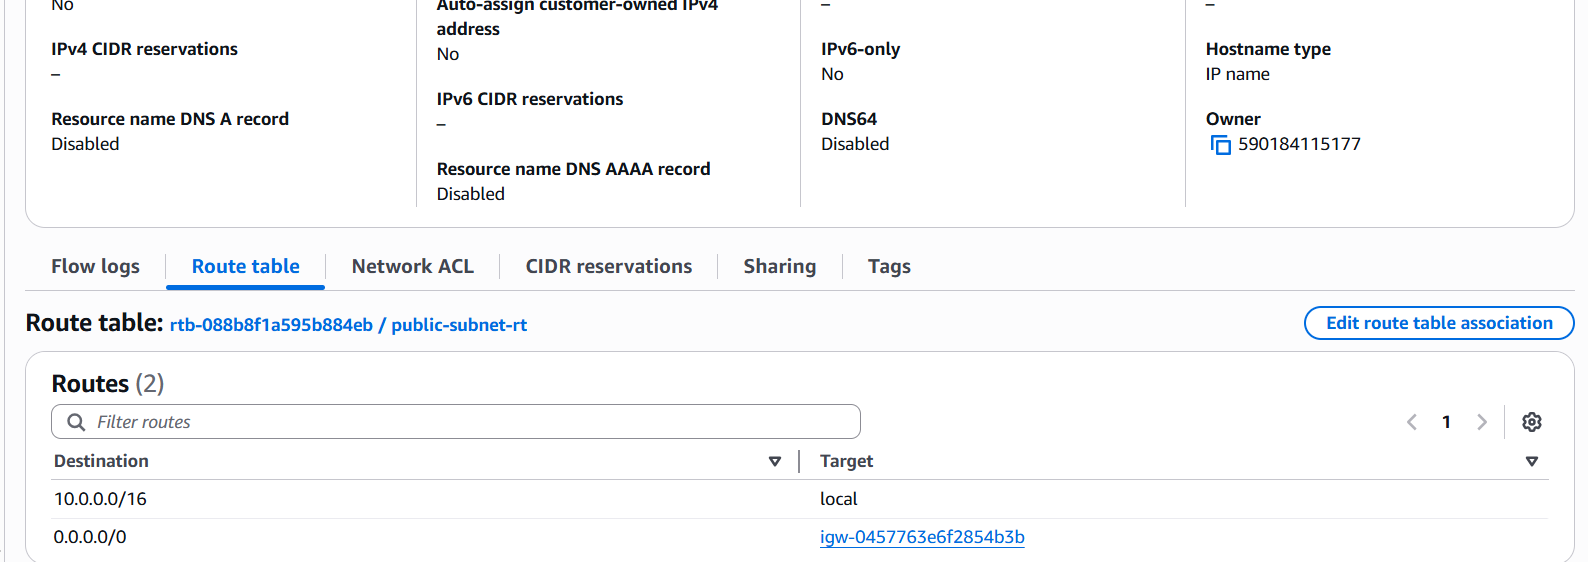 No
IPv4 CIDR reservations
–
Resource name DNS A record
Disabled
Auto-assign customer-owned IPv4
address
No
IPv6 CIDR reservations
–
Resource name DNS AAAA record
Disabled
–
IPv6-only
No
DNS64
Disabled
–
Hostname type
IP name
Owner
590184115177
Flow logs
Route table
Network ACL
CIDR reservations
Sharing
Tags
Route table: rtb-088b8f1a595b884eb / public-subnet-rt
Edit route table association
Routes (2)
Filter routes
1
Destination
Target
10.0.0.0/16
local
0.0.0.0/0
igw-0457763e6f2854b3b